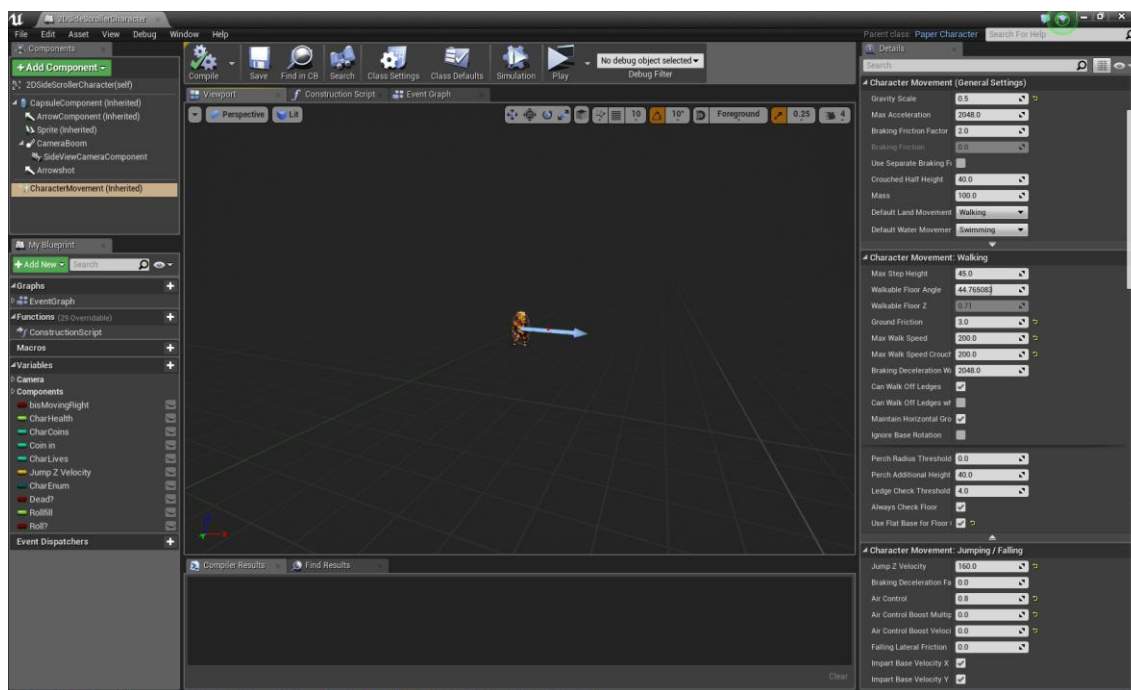 2DSideScrollerCharacter
File Edit Asset View Debug Window Help
Parent class: Paper Character
Search For Help
Components
+Add Component
2DSideScrollerCharacter(self)
CapsuleComponent (Inherited)
ArrowComponent (Inherited)
Sprite (Inherited)
CameraBoom
SideViewCameraComponent
Arrowshot
CharacterMovement (Inherited)
My Blueprint
+Add New
Search
Graphs
EventGraph
Functions (29 Overridable)
ConstructionScript
Macros
Variables
Camera
Components
bisMovingRight
CharHealth
CharCoins
Coin in
CharLives
Jump Z Velocity
CharEnum
Dead?
Rollfill
Roll?
Event Dispatchers
Compile Save Find in CB Search Class Settings Class Defaults Simulation Play
No debug object selected
Debug Filter
Viewport Construction Script Event Graph
Perspective Lit 10 10° Foreground 0.25 4
Compiler Results Find Results
Clear
Details
Search
Character Movement (General Settings)
Gravity Scale 0.5
Max Acceleration 2048.0
Braking Friction Factor 2.0
Braking Friction 0.0
Use Separate Braking Fr
Crouched Half Height 40.0
Mass 100.0
Default Land Movement Walking
Default Water Movemer Swimming
Character Movement: Walking
Max Step Height 45.0
Walkable Floor Angle 44.765083
Walkable Floor Z 0.71
Ground Friction 3.0
Max Walk Speed 200.0
Max Walk Speed Crouch 200.0
Braking Deceleration Wa 2048.0
Can Walk Off Ledges
Can Walk Off Ledges wh
Maintain Horizontal Gro
Ignore Base Rotation
Perch Radius Threshold 0.0
Perch Additional Height 40.0
Ledge Check Threshold 4.0
Always Check Floor
Use Flat Base for Floor
Character Movement: Jumping / Falling
Jump Z Velocity 160.0
Braking Deceleration Fa 0.0
Air Control 0.8
Air Control Boost Multip 0.0
Air Control Boost Veloci 0.0
Falling Lateral Friction 0.0
Impart Base Velocity X
Impart Base Velocity Y